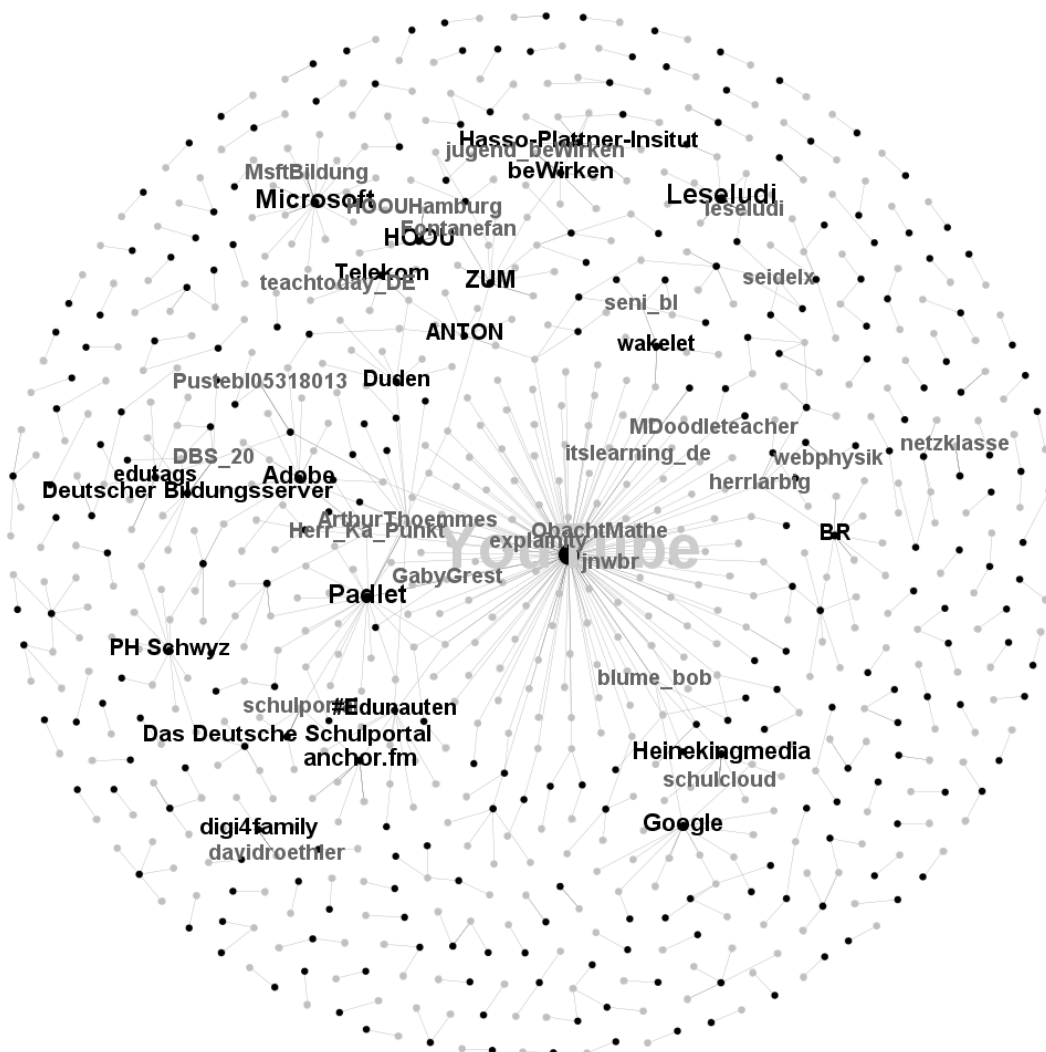 Hasso-Plattner-Insitut
jugend_beWirken
beWirken
MsftBildung
Microsoft
Leseludi
leseludi
HOOUHamburg
Fontanefan
HOOU
Telekom
teachtoday_DE
ZUM
seidelx
seni_bl
ANTON
wakelet
Pustebl05318013
Duden
MDoodleteacher
netzklasse
DBS_20
itslearning_de
webphysik
edutags
Adobe
herrlarbig
Deutscher Bildungsserver
ArthurThoemmes
Herr_Ka_Punkt
ObachtMathe
BR
explainity
YouTube
jnwbr
GabyGrest
Padlet
PH Schwyz
blume_bob
schulportal
#Edunauten
Das Deutsche Schulportal
Heinekingmedia
anchor.fm
schulcloud
digi4family
Google
davidroethler